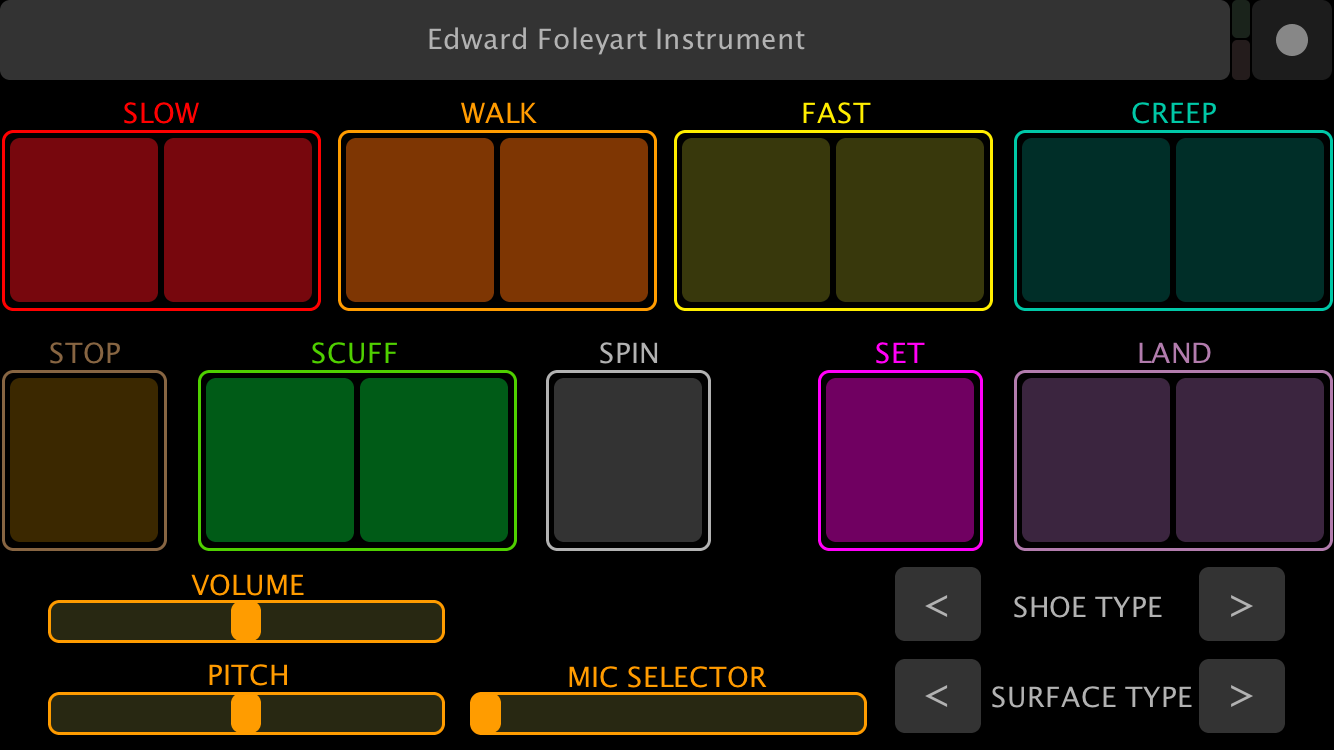 Edward Foleyart Instrument
SLOW
WALK
FAST
CREEP
STOP
SCUFF
SPIN
SET
LAND
VOLUME
< SHOE TYPE >
PITCH
MIC SELECTOR
< SURFACE TYPE >